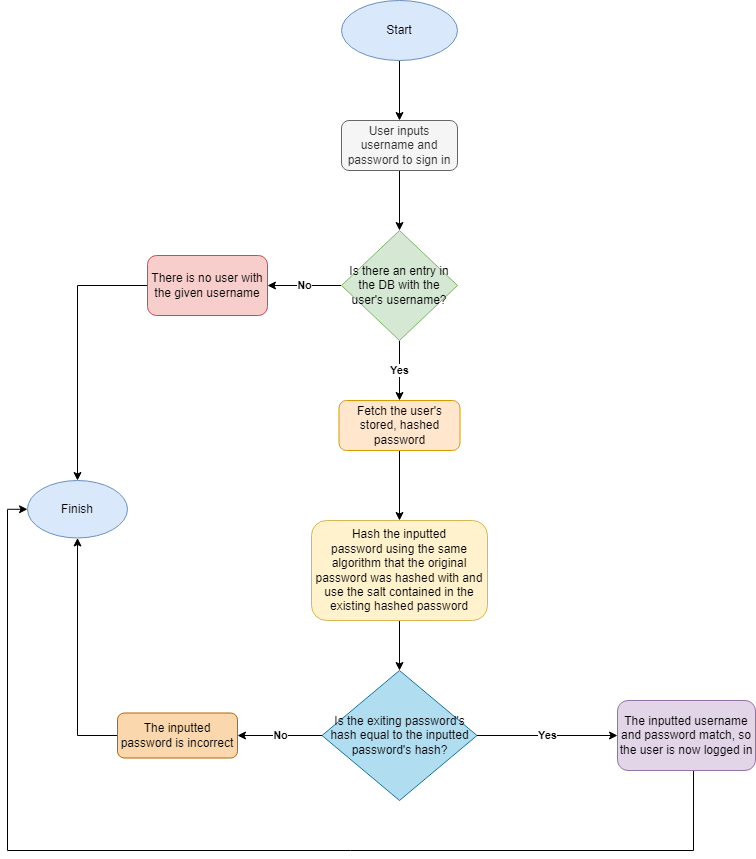 Start
User inputs
username and
password to sign in
Is there an entry in
the DB with the
user's username?
No
There is no user with
the given username
Yes
Fetch the user's
stored, hashed
password
Finish
Hash the inputted
password using the same
algorithm that the original
password was hashed with and
use the salt contained in the
existing hashed password
Is the exiting password's
hash equal to the inputted
password's hash?
No
The inputted
password is incorrect
Yes
The inputted username
and password match, so
the user is now logged in